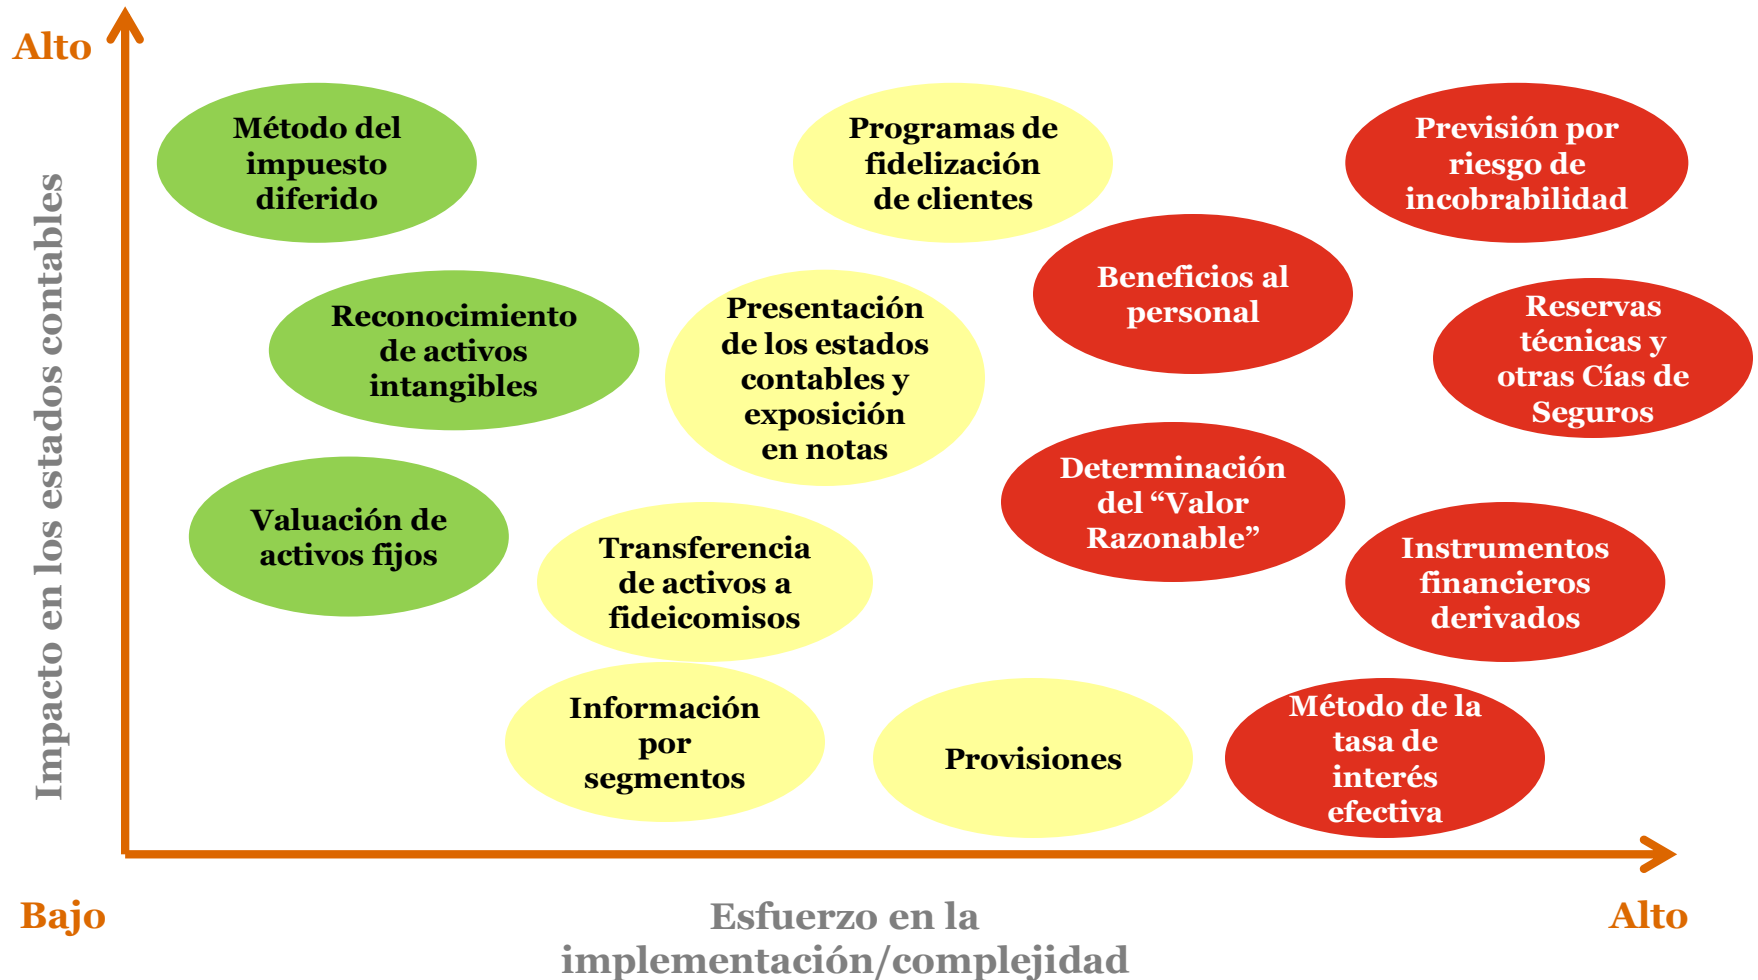 Alto
Impacto en los estados contables
Método del
impuesto
diferido
Programas de
fidelización
de clientes
Previsión por
riesgo de
incobrabilidad
Reconocimiento
de activos
intangibles
Presentación
de los estados
contables y
exposición
en notas
Beneficios al
personal
Reservas
técnicas y
otras Cías de
Seguros
Valuación de
activos fijos
Transferencia
de activos a
fideicomisos
Determinación
del “Valor
Razonable”
Instrumentos
financieros
derivados
Información
por
segmentos
Provisiones
Método de la
tasa de
interés
efectiva
Bajo
Esfuerzo en la
implementación/complejidad
Alto